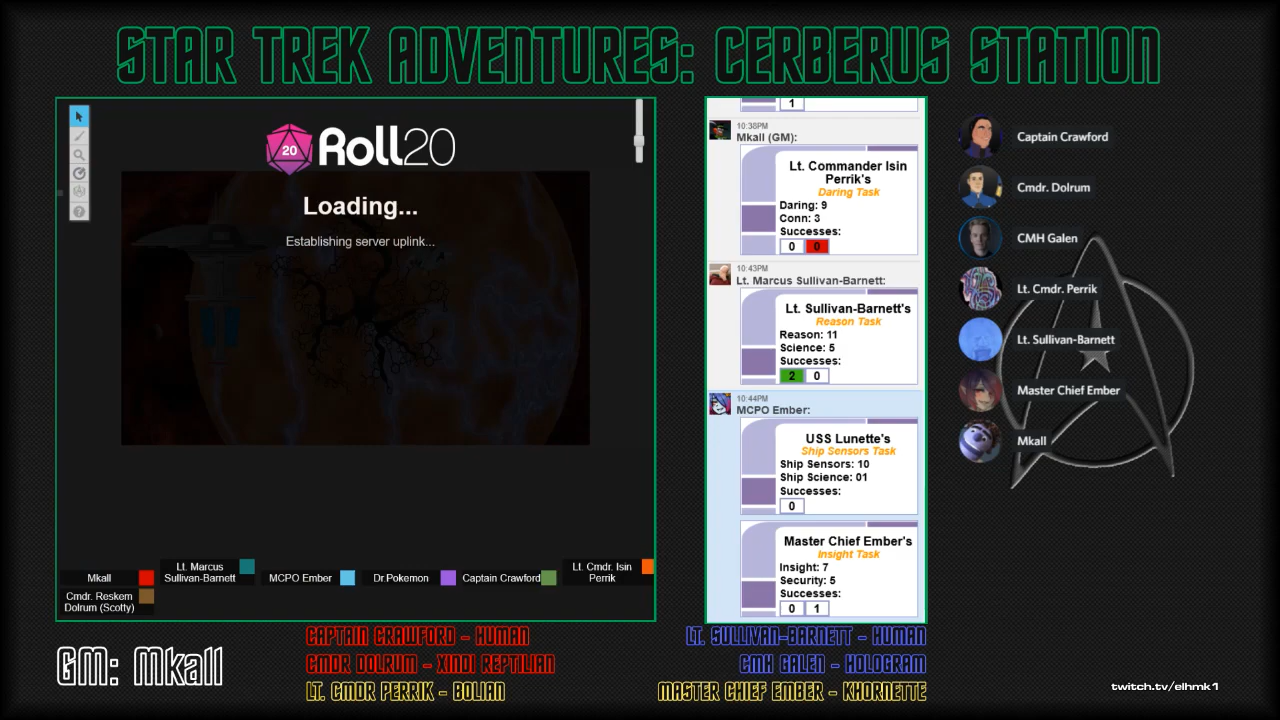 STAR TREK ADVENTURES: CERBERUS STATION
20
Roll20
Loading...
Establishing server uplink...
?
Mkall
Lt. Marcus
Sullivan-Barnett
MCPO Ember
Dr.Pokemon
Captain Crawford
Lt. Cmdr. Isin
Perrik
Cmdr. Reskem
Dolrum (Scotty)
1
10:38PM
Mkall (GM):
Lt. Commander Isin
Perrik's
Daring Task
Daring: 9
Conn: 3
Successes:
0 0
10:43PM
Lt. Marcus Sullivan-Barnett:
Lt. Sullivan-Barnett's
Reason Task
Reason: 11
Science: 5
Successes:
2 0
10:44PM
MCPO Ember:
USS Lunette's
Ship Sensors Task
Ship Sensors: 10
Ship Science: 01
Successes:
0
Master Chief Ember's
Insight Task
Insight: 7
Security: 5
Successes:
0 1
Captain Crawford
Cmdr. Dolrum
CMH Galen
Lt. Cmdr. Perrik
Lt. Sullivan-Barnett
Master Chief Ember
Mkall
GM: Mkall
CAPTAIN CRAWFORD - HUMAN
CMDR DOLRUM - XINDI REPTILIAN
LT. CMDR PERRIK - BOLIAN
LT. SULLIVAN-BARNETT - HUMAN
CMH GALEN - HOLOGRAM
MASTER CHIEF EMBER - KHORNETTE
twitch.tv/elhmk1